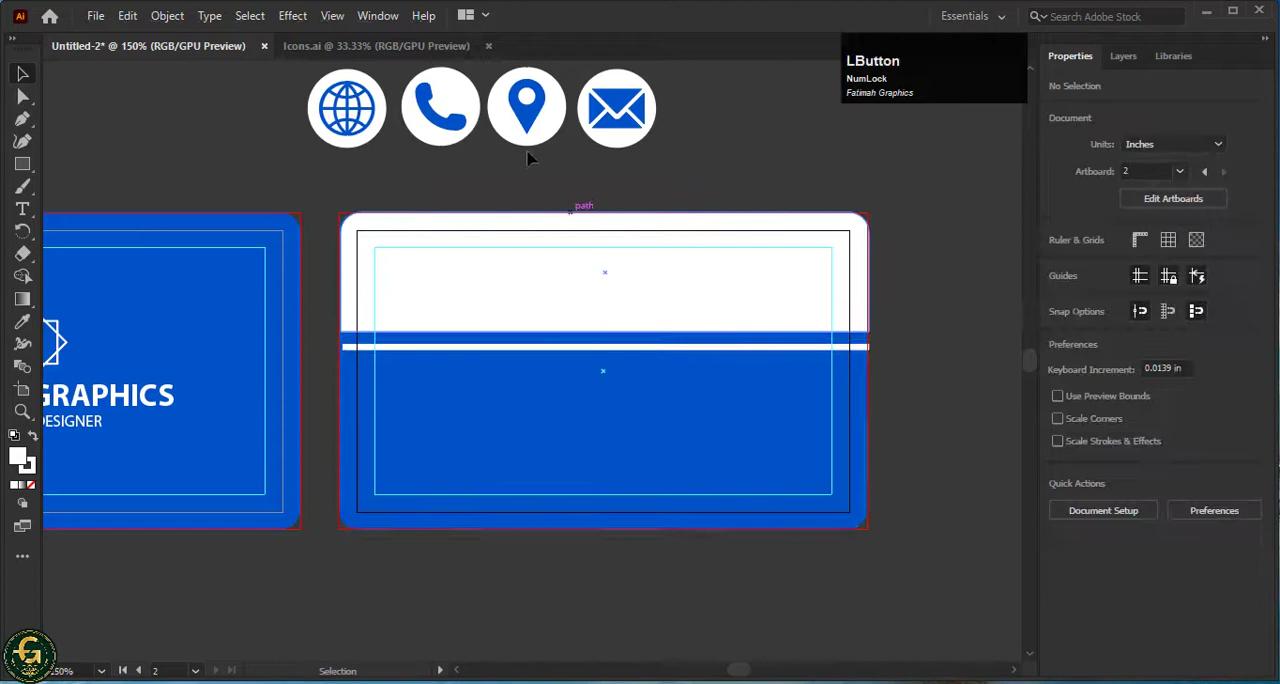 Ai
File Edit Object Type Select Effect View Window Help
Essentials
Search Adobe Stock
Untitled-2* @ 150% (RGB/GPU Preview)
Icons.ai @ 33.33% (RGB/GPU Preview)
LButton
NumLock
Fatimah Graphics
Properties Layers Libraries
No Selection
Document
Units: Inches
Artboard: 2
Edit Artboards
Ruler & Grids
Guides
Snap Options
Preferences
Keyboard Increment: 0.0139 in
Use Preview Bounds
Scale Corners
Scale Strokes & Effects
Quick Actions
Document Setup Preferences
path
GRAPHICS
DESIGNER
2
Selection